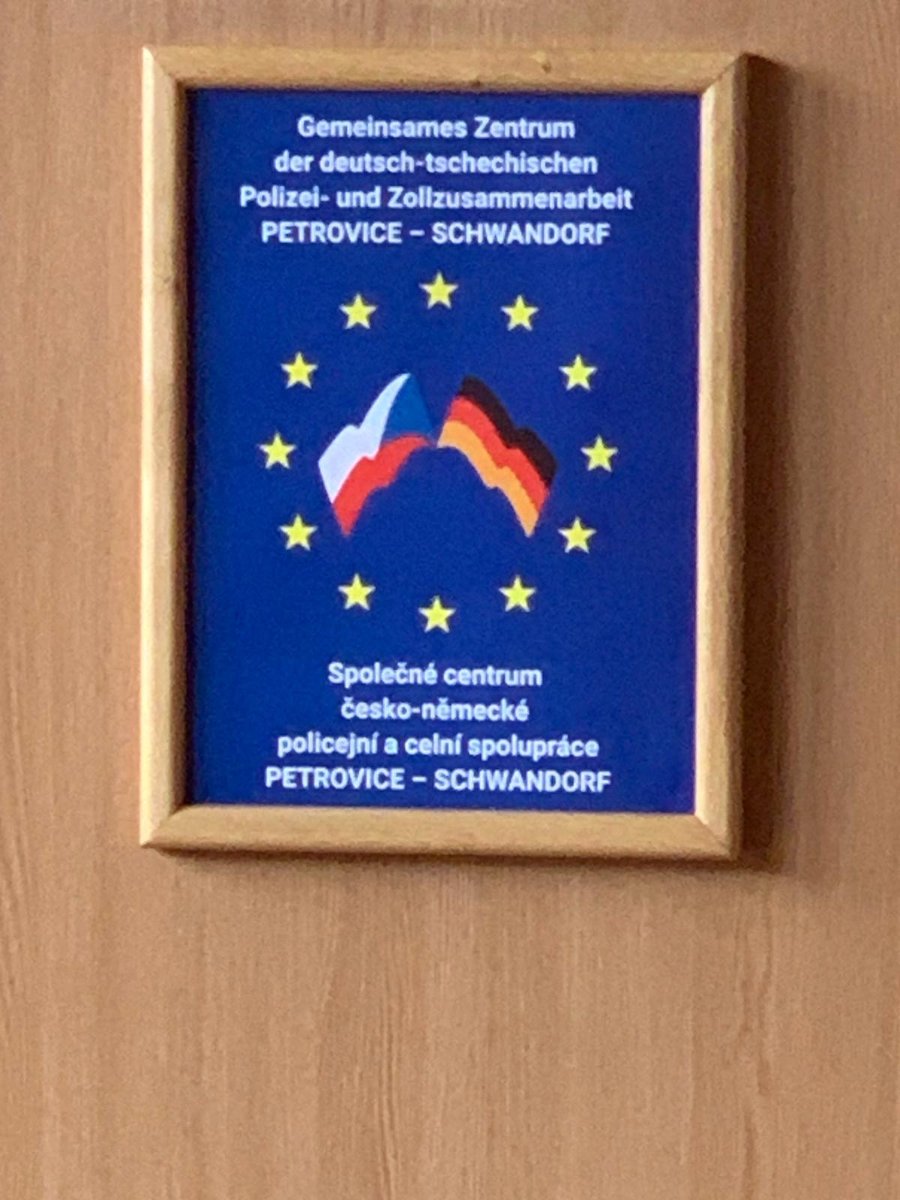 Gemeinsames Zentrum
der deutsch-tschechischen
Polizei- und Zollzusammenarbeit
PETROVICE – SCHWANDORF
Společné centrum
česko-německé
policejní a celní spolupráce
PETROVICE – SCHWANDORF